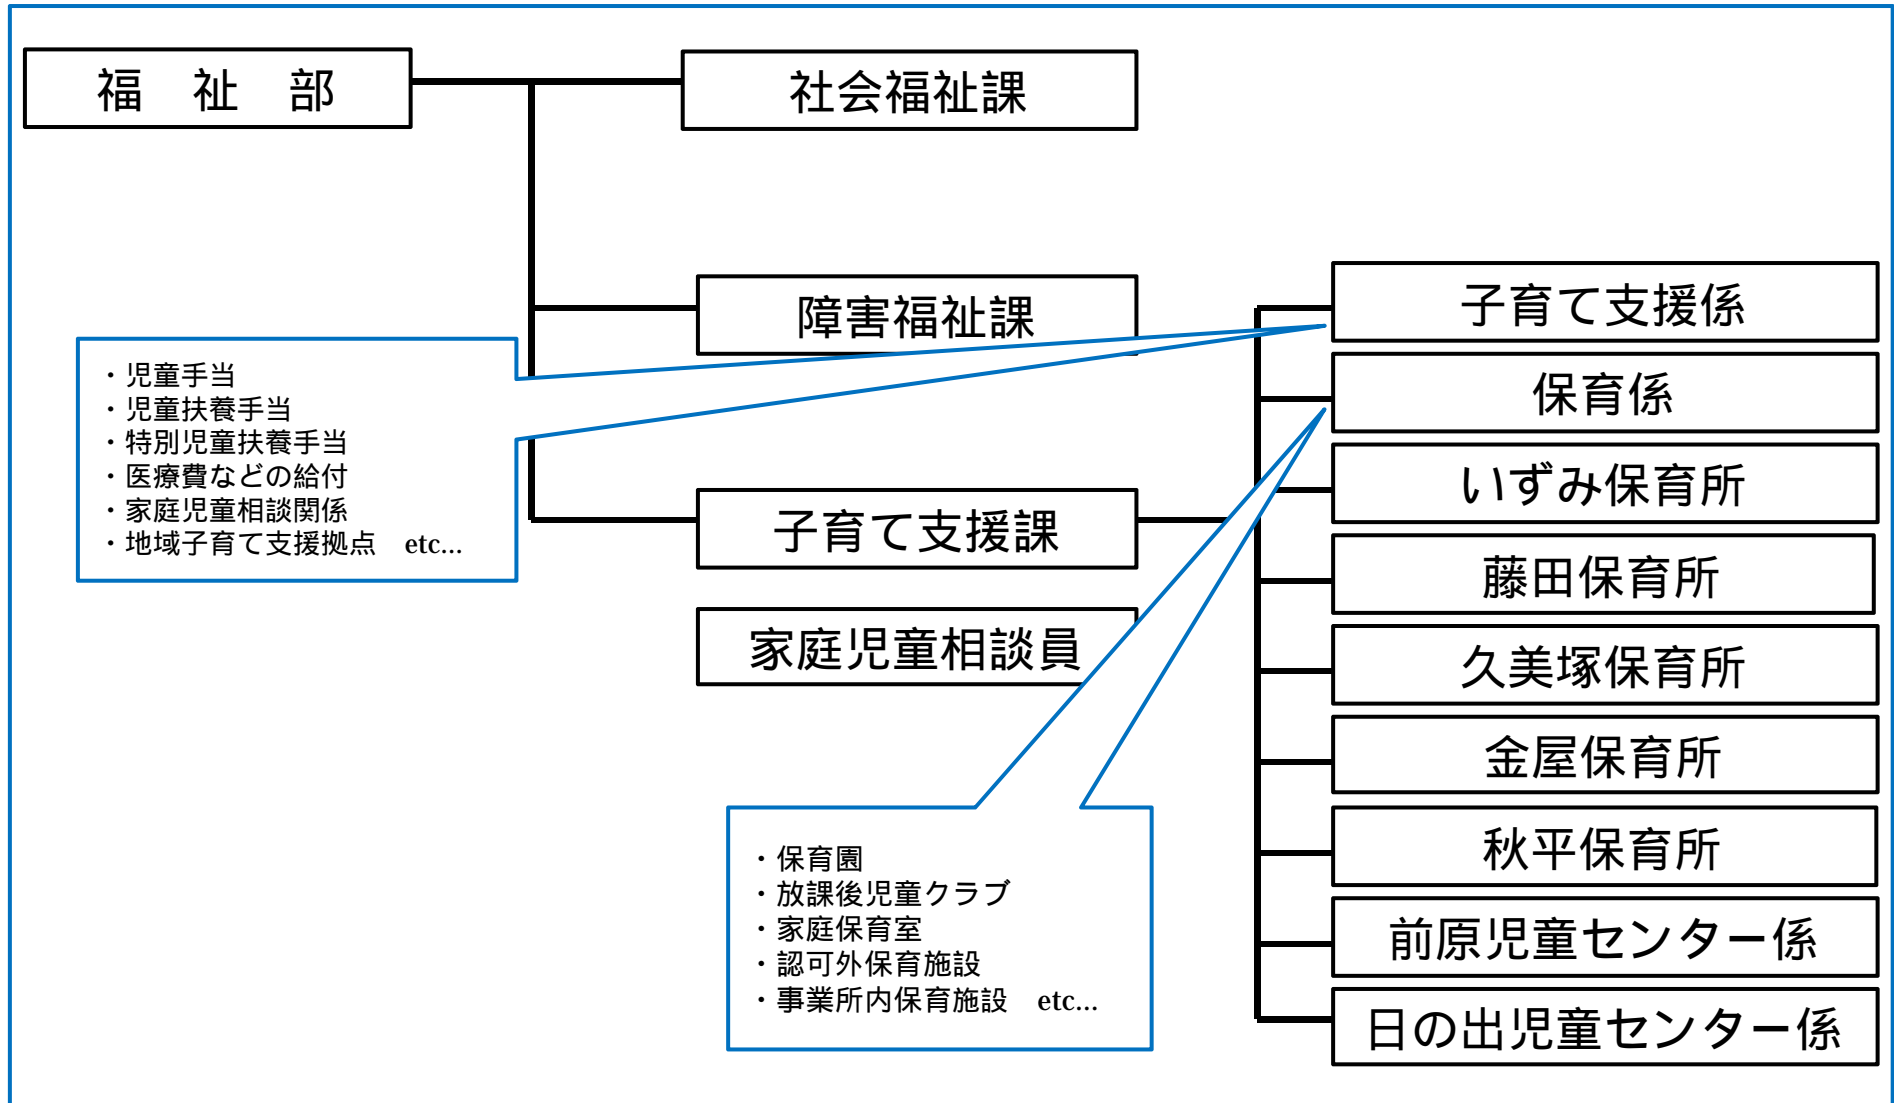 福　祉　部
社会福祉課
障害福祉課
・児童手当
・児童扶養手当
・特別児童扶養手当
・医療費などの給付
・家庭児童相談関係
・地域子育て支援拠点　etc...
子育て支援課
家庭児童相談員
・保育園
・放課後児童クラブ
・家庭保育室
・認可外保育施設
・事業所内保育施設　etc...
子育て支援係
保育係
いずみ保育所
藤田保育所
久美塚保育所
金屋保育所
秋平保育所
前原児童センター係
日の出児童センター係